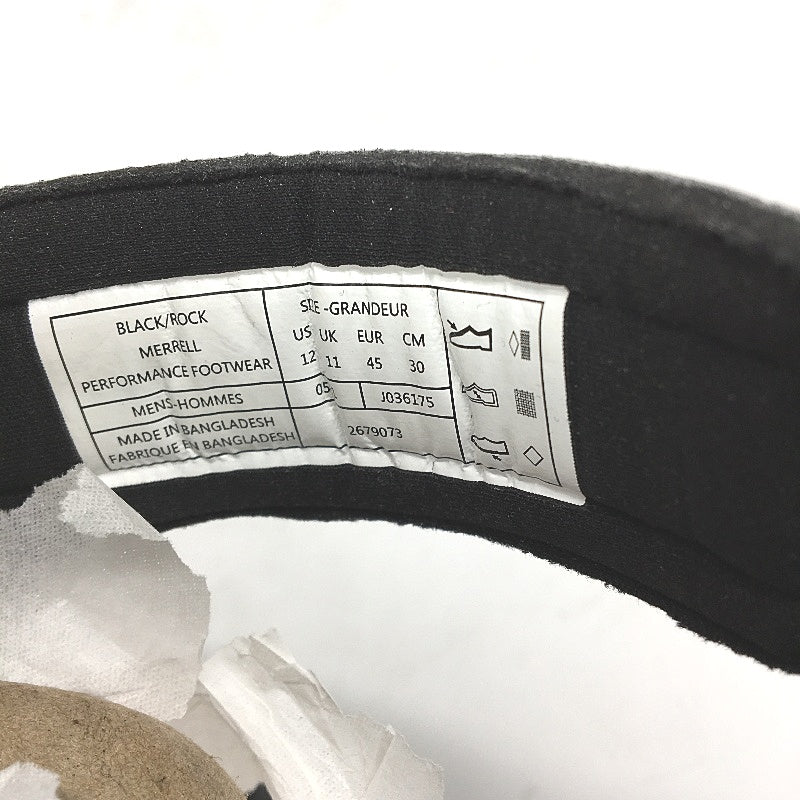 BLACK/ROCK
MERRELL
PERFORMANCE FOOTWEAR
MENS-HOMMES
MADE IN BANGLADESH
FABRIQUE EN BANGLADESH
-GRANDEUR
US UK EUR CM
12 11 45 30
J036175
2679073